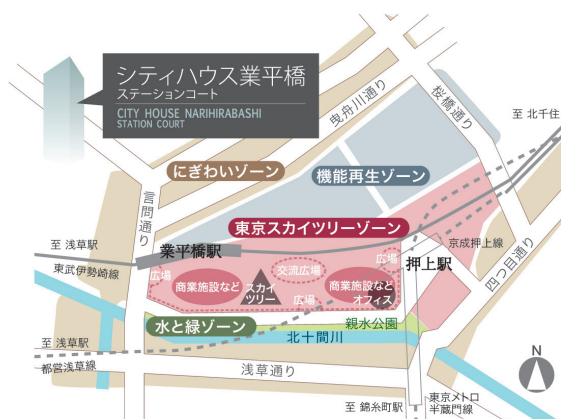 シティハウス業平橋
ステーションコート
CITY HOUSE NARIHIRABASHI
STATION COURT
曳舟川通り
桜橋通り
至 北千住
にぎわいゾーン
機能再生ゾーン
言問通り
東京スカイツリーゾーン
至 浅草駅
業平橋駅
東武伊勢崎線
京成押上線
押上駅
四つ目通り
広場
商業施設など
スカイ
ツリー
交流広場
広場
広場
商業施設など
オフィス
水と緑ゾーン
親水公園
北十間川
至 浅草駅
都営浅草線
浅草通り
至 錦糸町駅
東京メトロ
半蔵門線
N